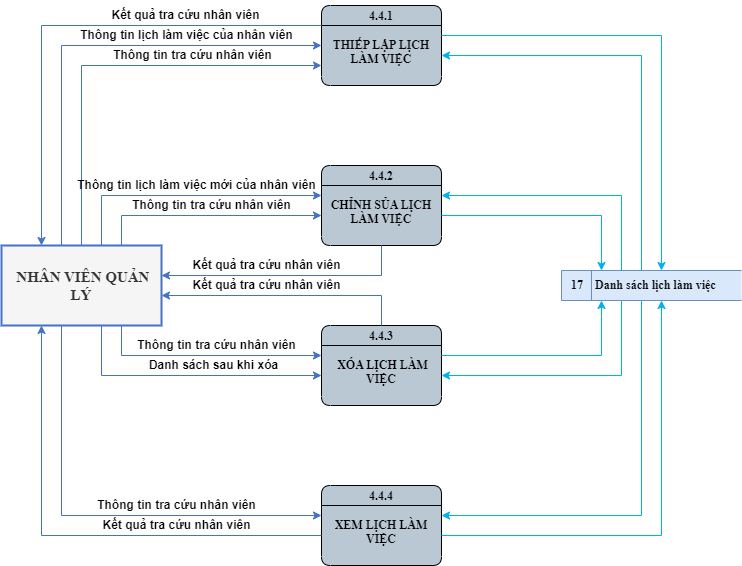 Kết quả tra cứu nhân viên
Thông tin lịch làm việc của nhân viên
Thông tin tra cứu nhân viên
4.4.1
THIẾP LẬP LỊCH
LÀM VIỆC
4.4.2
CHỈNH SỬA LỊCH
LÀM VIỆC
Thông tin lịch làm việc mới của nhân viên
Thông tin tra cứu nhân viên
Kết quả tra cứu nhân viên
Kết quả tra cứu nhân viên
NHÂN VIÊN QUẢN
LÝ
17 Danh sách lịch làm việc
4.4.3
XÓA LỊCH LÀM
VIỆC
Thông tin tra cứu nhân viên
Danh sách sau khi xóa
4.4.4
XEM LỊCH LÀM
VIỆC
Thông tin tra cứu nhân viên
Kết quả tra cứu nhân viên